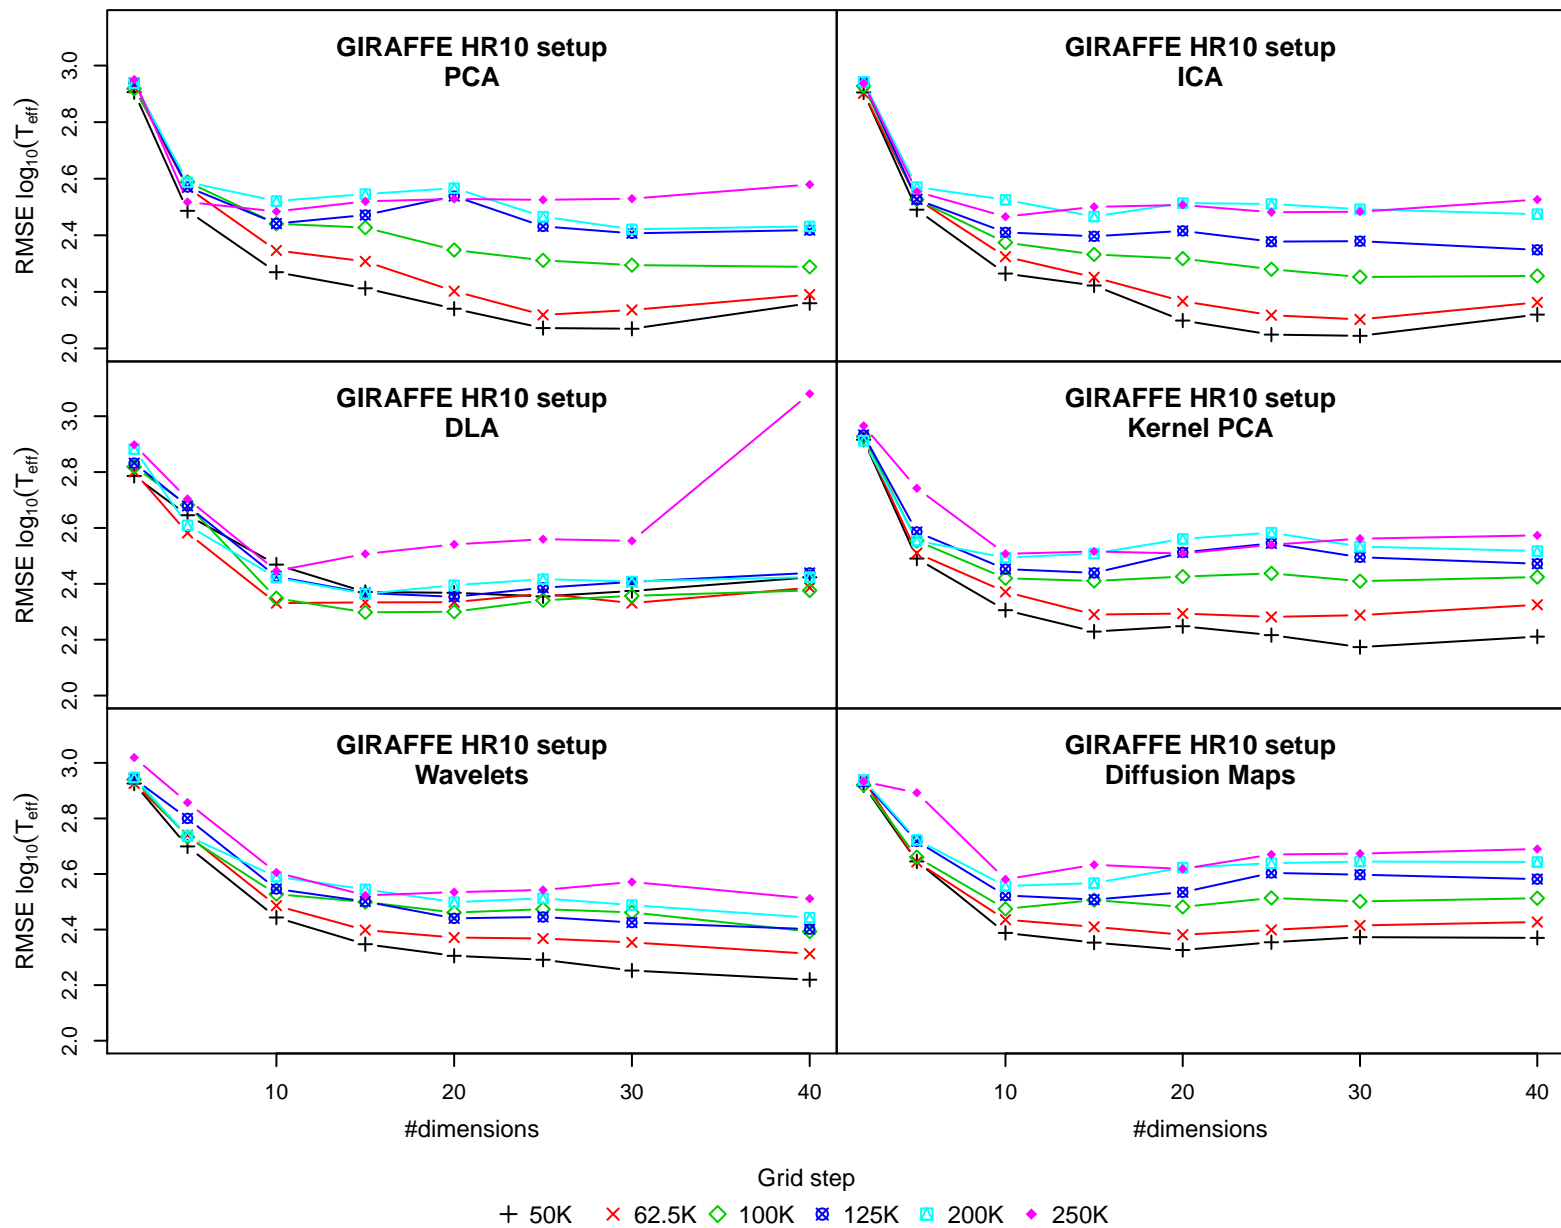 GIRAFFE HR10 setup
PCA
GIRAFFE HR10 setup
ICA
RMSE log10(Teff)
3.0
2.8
2.6
2.4
2.2
2.0
GIRAFFE HR10 setup
DLA
GIRAFFE HR10 setup
Kernel PCA
RMSE log10(Teff)
3.0
2.8
2.6
2.4
2.2
2.0
GIRAFFE HR10 setup
Wavelets
GIRAFFE HR10 setup
Diffusion Maps
RMSE log10(Teff)
3.0
2.8
2.6
2.4
2.2
2.0
10 20 30 40
10 20 30 40
#dimensions
#dimensions
Grid step
50K 62.5K 100K 125K 200K 250K